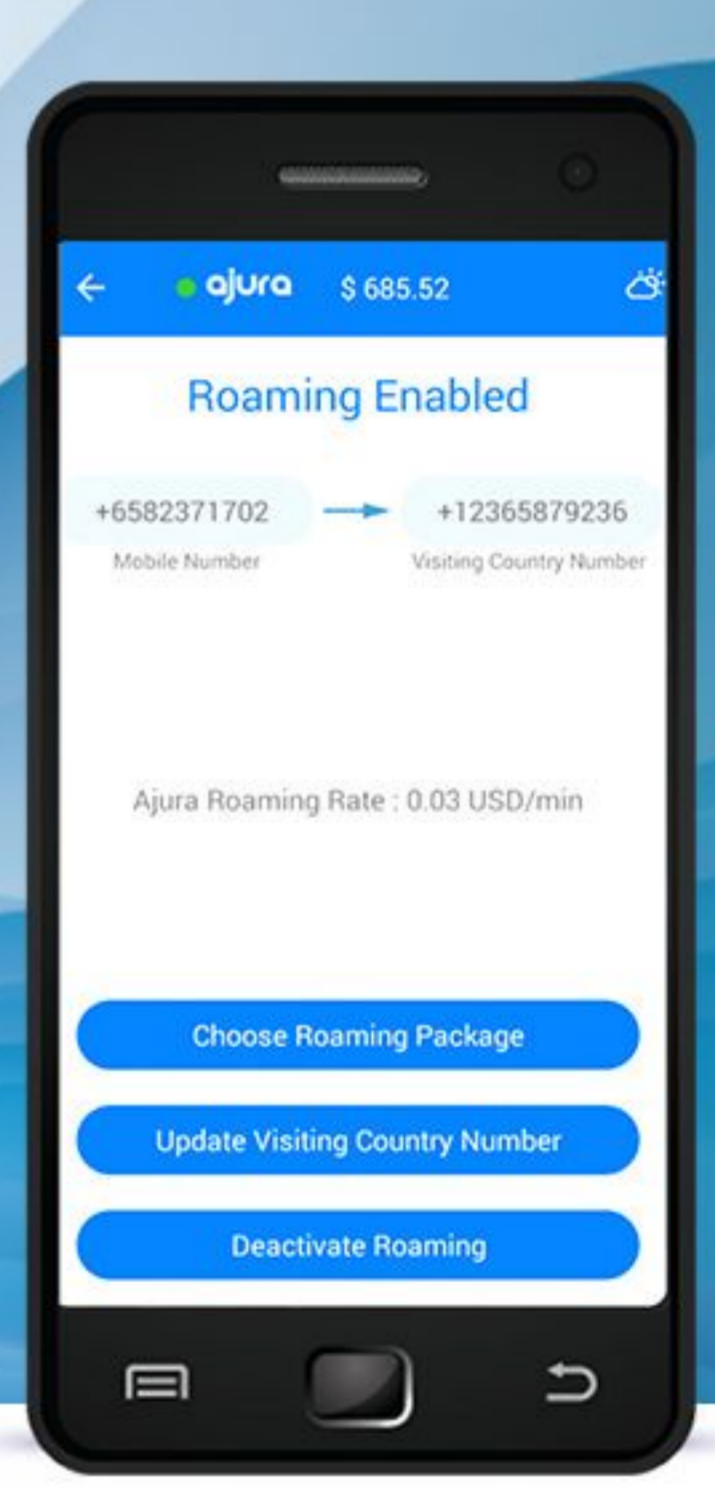 ajura $ 685.52
Roaming Enabled
+6582371702 +12365879236
Mobile Number Visiting Country Number
Ajura Roaming Rate : 0.03 USD/min
Choose Roaming Package
Update Visiting Country Number
Deactivate Roaming